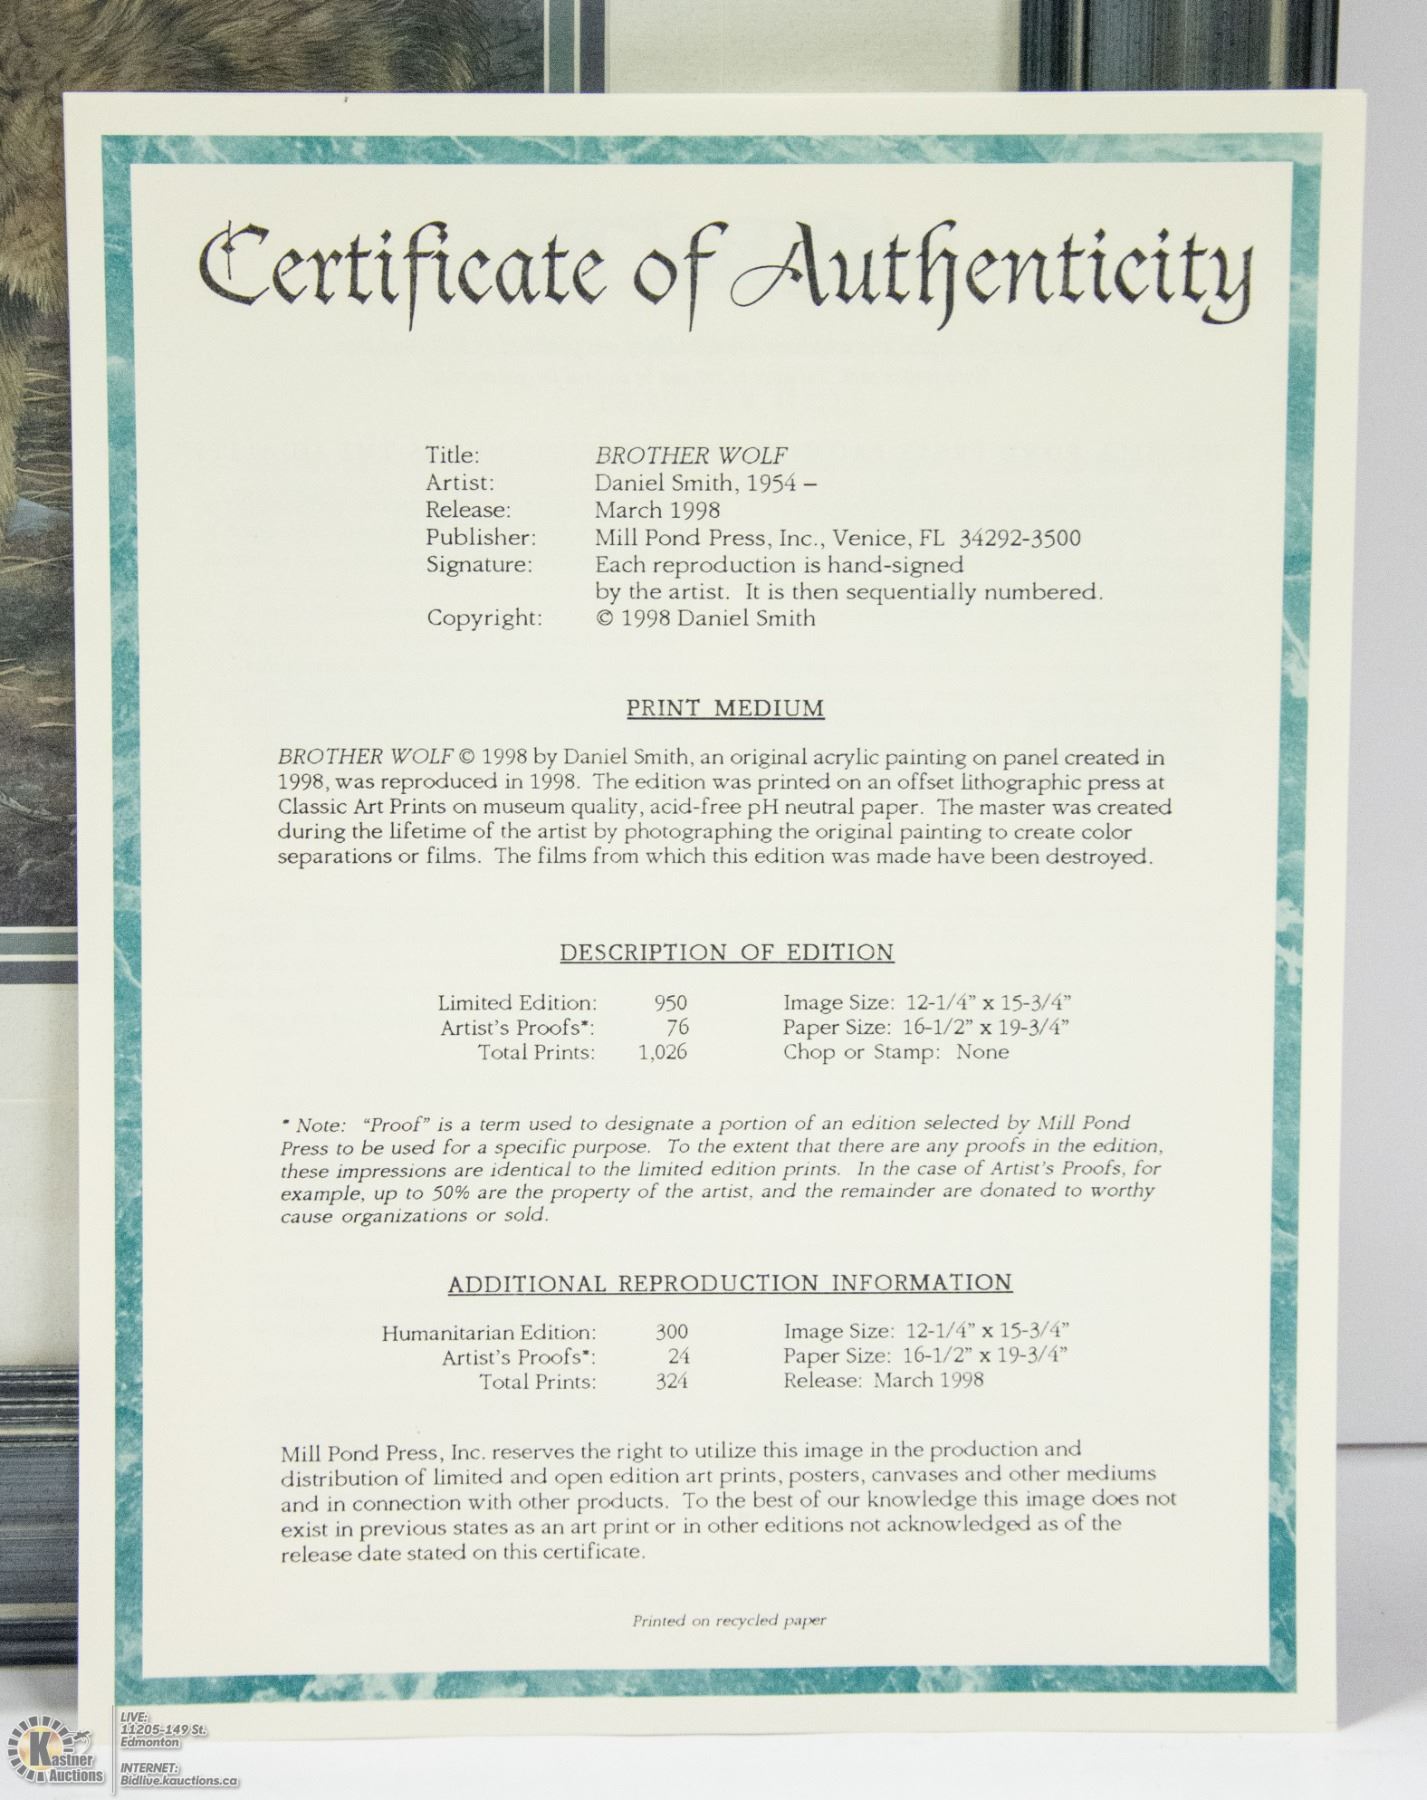 Certificate of Authenticity
Title: BROTHER WOLF
Artist: Daniel Smith, 1954 –
Release: March 1998
Publisher: Mill Pond Press, Inc., Venice, FL 34292-3500
Signature: Each reproduction is hand-signed
by the artist. It is then sequentially numbered.
Copyright: © 1998 Daniel Smith
PRINT MEDIUM
BROTHER WOLF © 1998 by Daniel Smith, an original acrylic painting on panel created in
1998, was reproduced in 1998. The edition was printed on an offset lithographic press at
Classic Art Prints on museum quality, acid-free pH neutral paper. The master was created
during the lifetime of the artist by photographing the original painting to create color
separations or films. The films from which this edition was made have been destroyed.
DESCRIPTION OF EDITION
Limited Edition: 950 Image Size: 12-1/4” x 15-3/4”
Artist’s Proofs*: 76 Paper Size: 16-1/2” x 19-3/4”
Total Prints: 1,026 Chop or Stamp: None
* Note: “Proof” is a term used to designate a portion of an edition selected by Mill Pond
Press to be used for a specific purpose. To the extent that there are any proofs in the edition,
these impressions are identical to the limited edition prints. In the case of Artist’s Proofs, for
example, up to 50% are the property of the artist, and the remainder are donated to worthy
cause organizations or sold.
ADDITIONAL REPRODUCTION INFORMATION
Humanitarian Edition: 300 Image Size: 12-1/4” x 15-3/4”
Artist’s Proofs*: 24 Paper Size: 16-1/2” x 19-3/4”
Total Prints: 324 Release: March 1998
Mill Pond Press, Inc. reserves the right to utilize this image in the production and
distribution of limited and open edition art prints, posters, canvases and other mediums
and in connection with other products. To the best of our knowledge this image does not
exist in previous states as an art print or in other editions not acknowledged as of the
release date stated on this certificate.
Printed on recycled paper
Kastner
Auctions
LIVE:
11205-149 St.
Edmonton
INTERNET:
Bidlive.kauctions.ca